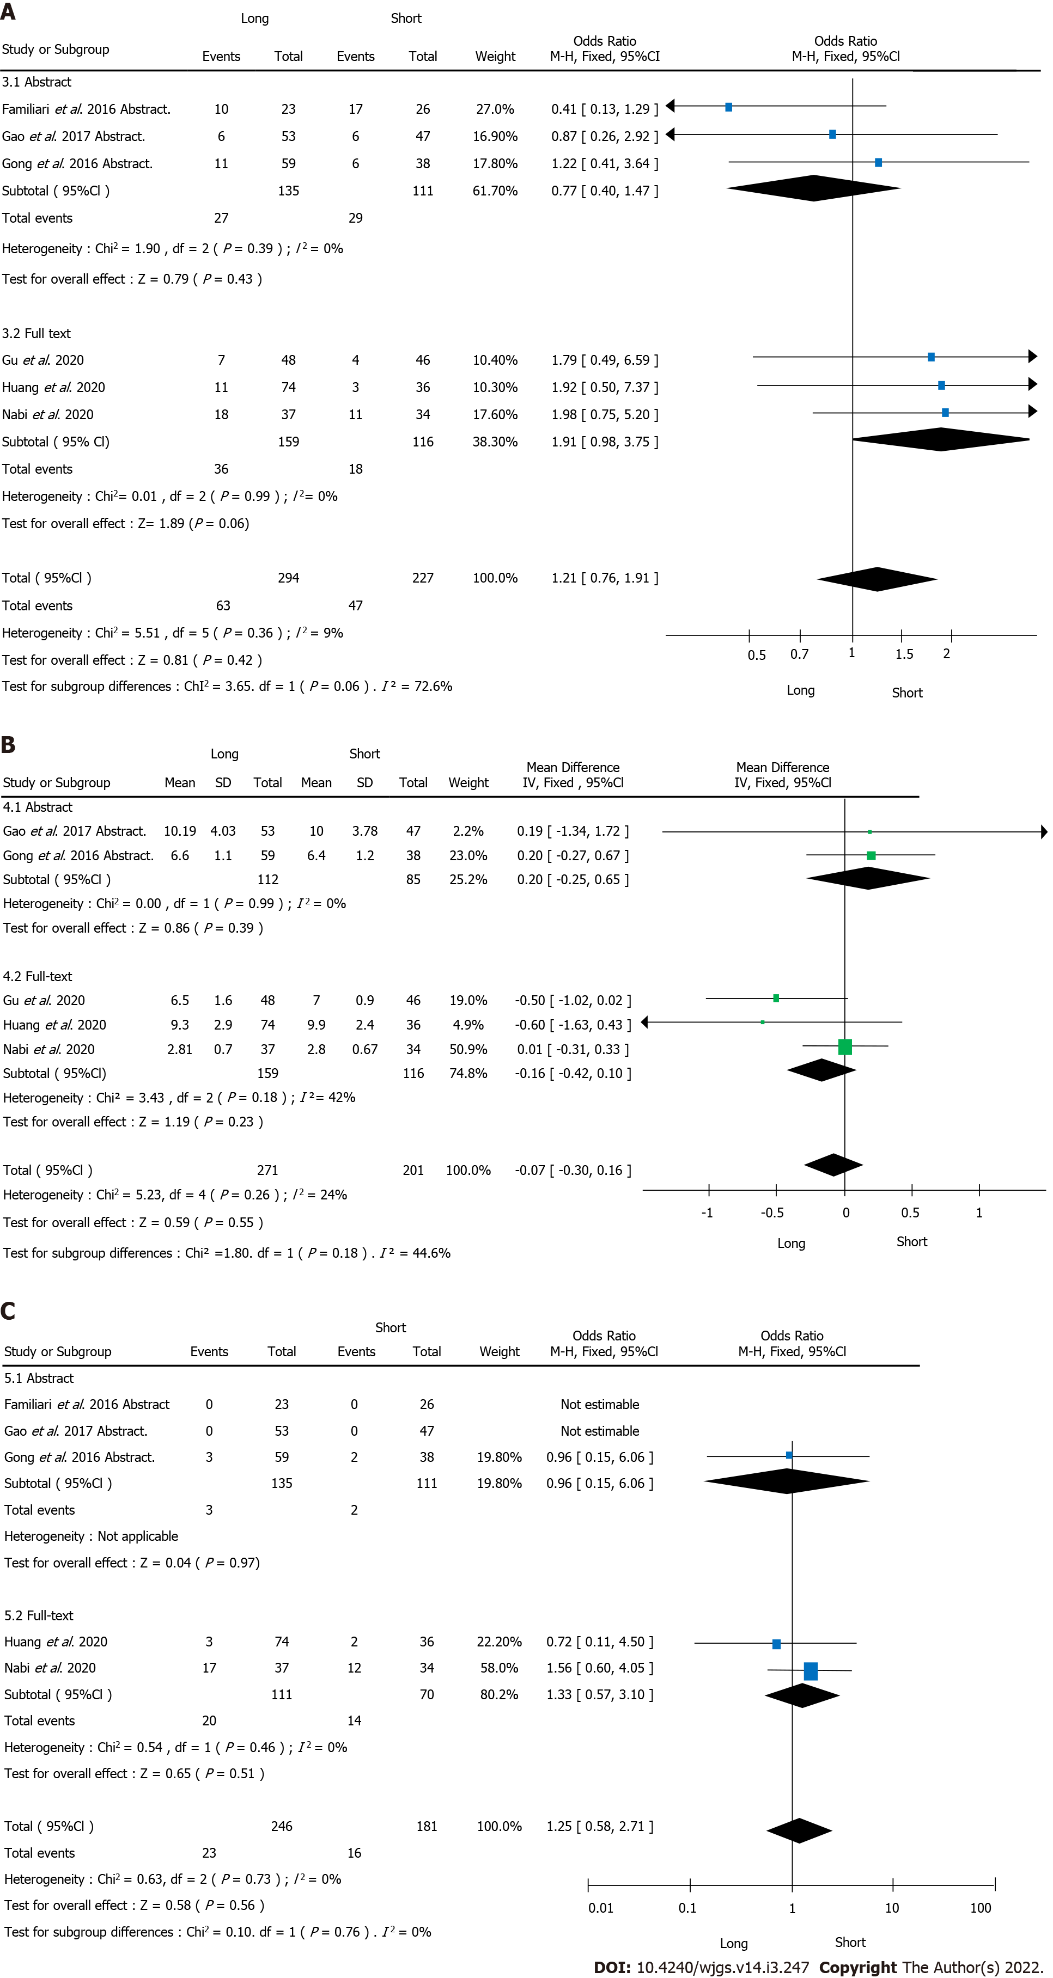 A
Long Short
Study or Subgroup Events Total Events Total Weight Odds Ratio M-H, Fixed, 95%CI Odds Ratio M-H, Fixed, 95%Cl
3.1 Abstract
Familiari et al. 2016 Abstract. 10 23 17 26 27.0% 0.41 [ 0.13, 1.29]
Gao et al. 2017 Abstract. 6 53 6 47 16.90% 0.87 [ 0.26, 2.92]
Gong et al. 2016 Abstract. 11 59 6 38 17.80% 1.22 [ 0.41, 3.64]
Subtotal ( 95%Cl ) 135 111 61.70% 0.77 [ 0.40, 1.47]
Total events 27 29
Heterogeneity : Chi² = 1.90 , df = 2 ( P = 0.39 ) ; I ² = 0%
Test for overall effect : Z = 0.79 ( P = 0.43 )
3.2 Full text
Gu et al. 2020 7 48 4 46 10.40% 1.79 [ 0.49, 6.59]
Huang et al. 2020 11 74 3 36 10.30% 1.92 [ 0.50, 7.37]
Nabi et al. 2020 18 37 11 34 17.60% 1.98 [ 0.75, 5.20]
Subtotal ( 95% Cl) 159 116 38.30% 1.91 [ 0.98, 3.75]
Total events 36 18
Heterogeneity : Chi²= 0.01 , df = 2 ( P = 0.99 ) ; I ²= 0%
Test for overall effect : Z= 1.89 (P = 0.06)
Total ( 95%Cl ) 294 227 100.0% 1.21 [ 0.76, 1.91]
Total events 63 47
Heterogeneity : Chi² = 5.51 , df = 5 ( P = 0.36 ) ; I ² = 9%
Test for overall effect : Z = 0.81 ( P = 0.42 )
Test for subgroup differences : ChI² = 3.65. df = 1 ( P = 0.06 ) . I ² = 72.6%
0.5 0.7 1 1.5 2
Long Short
B
Long Short
Study or Subgroup Mean SD Total Mean SD Total Weight Mean Difference IV, Fixed , 95%Cl Mean Difference IV, Fixed, 95%Cl
4.1 Abstract
Gao et al. 2017 Abstract. 10.19 4.03 53 10 3.78 47 2.2% 0.19 [ -1.34, 1.72 ]
Gong et al. 2016 Abstract. 6.6 1.1 59 6.4 1.2 38 23.0% 0.20 [ -0.27, 0.67 ]
Subtotal ( 95%Cl ) 112 85 25.2% 0.20 [ -0.25, 0.65 ]
Heterogeneity : Chi² = 0.00 , df = 1 ( P = 0.99 ) ; I ² = 0%
Test for overall effect : Z = 0.86 ( P = 0.39 )
4.2 Full-text
Gu et al. 2020 6.5 1.6 48 7 0.9 46 19.0% -0.50 [ -1.02, 0.02 ]
Huang et al. 2020 9.3 2.9 74 9.9 2.4 36 4.9% -0.60 [ -1.63, 0.43 ]
Nabi et al. 2020 2.81 0.7 37 2.8 0.67 34 50.9% 0.01 [ -0.31, 0.33 ]
Subtotal ( 95%Cl) 159 116 74.8% -0.16 [ -0.42, 0.10 ]
Heterogeneity : Chi² = 3.43 , df = 2 ( P = 0.18 ) ; I ²= 42%
Test for overall effect : Z = 1.19 ( P = 0.23 )
Total ( 95%Cl ) 271 201 100.0% -0.07 [ -0.30, 0.16 ]
Heterogeneity : Chi² = 5.23, df = 4 ( P = 0.26 ) ; I ² = 24%
Test for overall effect : Z = 0.59 ( P = 0.55 )
Test for subgroup differences : Chi² =1.80. df = 1 ( P = 0.18 ) . I ² = 44.6%
-1 -0.5 0 0.5 1
Long Short
C
Short
Study or Subgroup Events Total Events Total Weight Odds Ratio M-H, Fixed, 95%Cl Odds Ratio M-H, Fixed, 95%Cl
5.1 Abstract
Familiari et al. 2016 Abstract 0 23 0 26 Not estimable
Gao et al. 2017 Abstract. 0 53 0 47 Not estimable
Gong et al. 2016 Abstract. 3 59 2 38 19.80% 0.96 [ 0.15, 6.06 ]
Subtotal ( 95%Cl ) 135 111 19.80% 0.96 [ 0.15, 6.06 ]
Total events 3 2
Heterogeneity : Not applicable
Test for overall effect : Z = 0.04 ( P = 0.97)
5.2 Full-text
Huang et al. 2020 3 74 2 36 22.20% 0.72 [ 0.11, 4.50 ]
Nabi et al. 2020 17 37 12 34 58.0% 1.56 [ 0.60, 4.05 ]
Subtotal ( 95%Cl ) 111 70 80.2% 1.33 [ 0.57, 3.10 ]
Total events 20 14
Heterogeneity : Chi² = 0.54 , df = 1 ( P = 0.46 ) ; I ² = 0%
Test for overall effect : Z = 0.65 ( P = 0.51 )
Total ( 95%Cl ) 246 181 100.0% 1.25 [ 0.58, 2.71 ]
Total events 23 16
Heterogeneity : Chi² = 0.63, df = 2 ( P = 0.73 ) ; I ² = 0%
Test for overall effect : Z = 0.58 ( P = 0.56 )
Test for subgroup differences : Chi² = 0.10. df = 1 ( P = 0.76 ) . I ² = 0%
0.01 0.1 1 10 100
Long Short
DOI: 10.4240/wjgs.v14.i3.247 Copyright The Author(s) 2022.